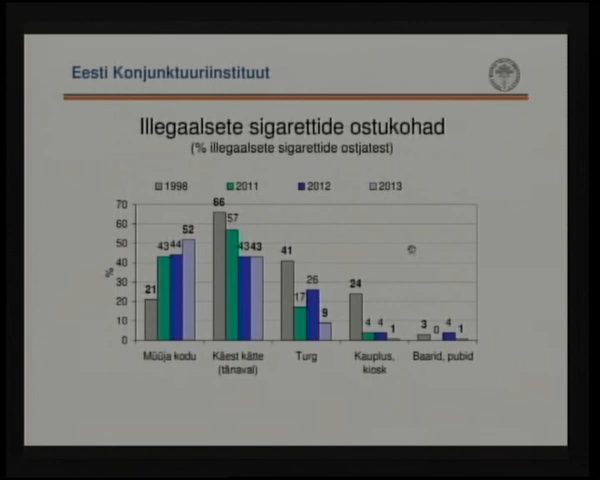 Eesti Konjunktuuriinstituut
Illegaalsete sigarettide ostukohad
(% illegaalsete sigarettide ostjatest)
1998 2011 2012 2013
%
70
60
50
40
30
20
10
0
21 43 44 52
66 57 43 43
41 17 26 9
24 4 4 1
3 0 4 1
Müüja kodu Käest kätte Turg Kauplus, Baarid, pubid
(tänaval) kiosk